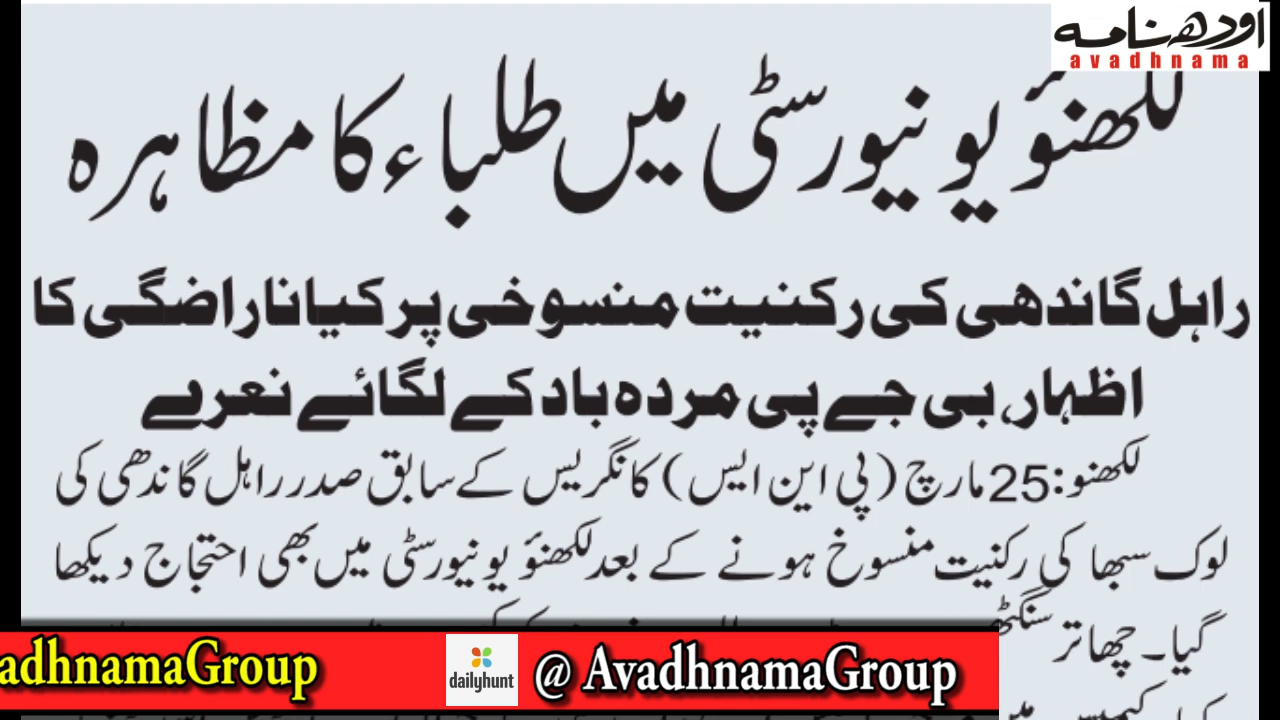 اودھ نامہ
avadhnama
لکھنؤ یونیورسٹی میں طلباء کا مظاہرہ
راہل گاندھی کی رکنیت منسوخی پر کیا ناراضگی کا
اظہار، بی جے پی مردہ باد کے لگائے نعرے
لکھنو: 25 مارچ (پی این ایس) کانگریس کے سابق صدر راہل گاندھی کی
لوک سبھا کی رکنیت منسوخ ہونے کے بعد لکھنؤ یونیورسٹی میں بھی احتجاج دیکھا
گیا۔ چھاتر
adhnamaGroup dailyhunt @ AvadhnamaGroup